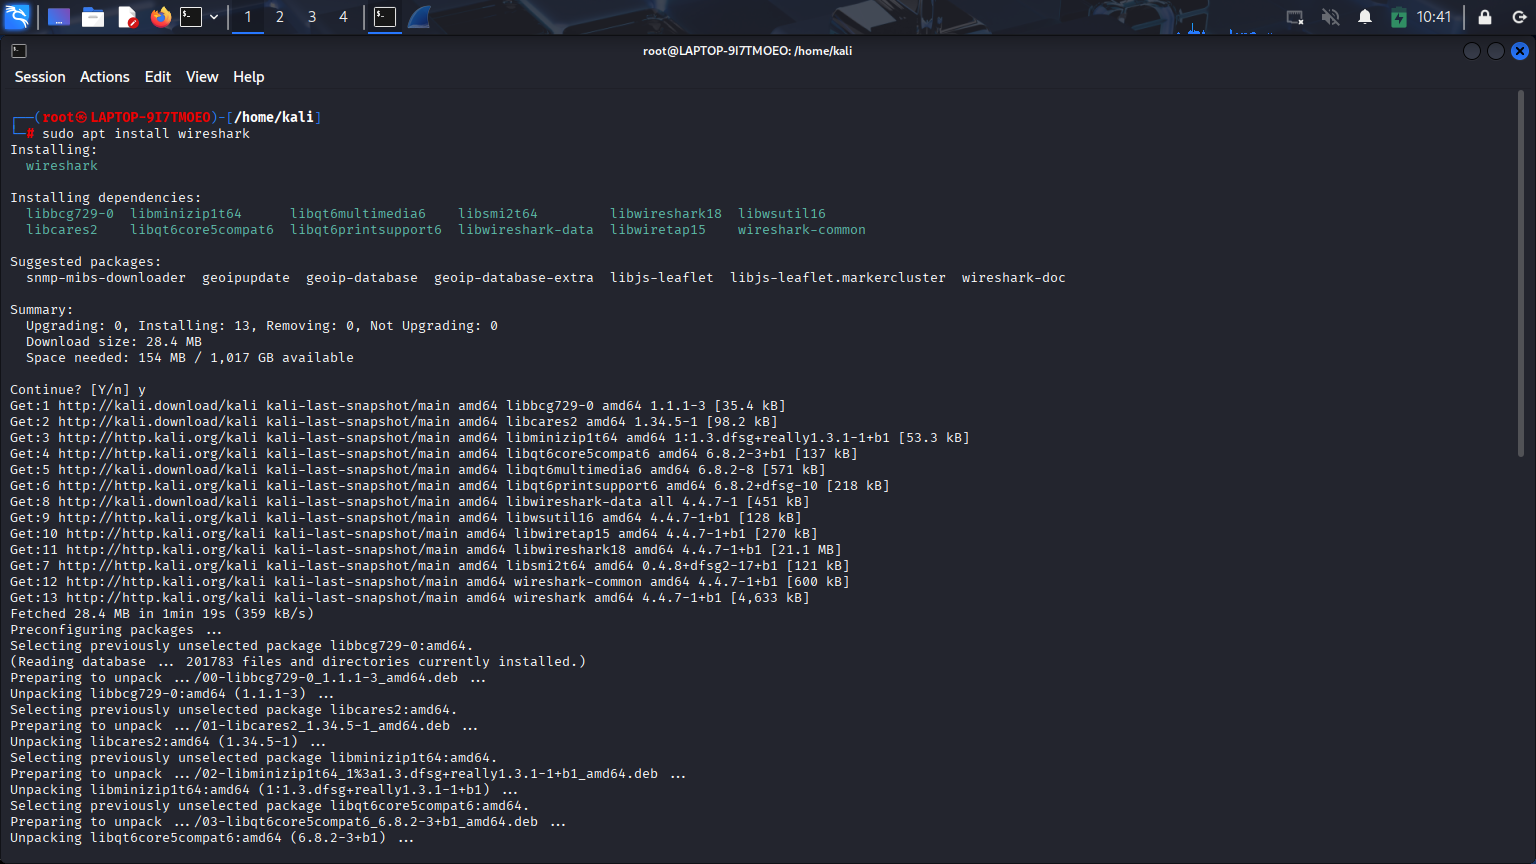 1 2 3 4 10:41
root@LAPTOP-9I7TMOEO: /home/kali
Session Actions Edit View Help
┌──(root㉿LAPTOP-9I7TMOEO)-[/home/kali]
└─# sudo apt install wireshark
Installing:
  wireshark

Installing dependencies:
  libbcg729-0  libminizip1t64      libqt6multimedia6    libsmi2t64         libwireshark18  libwsutil16
  libcares2    libqt6core5compat6  libqt6printsupport6  libwireshark-data  libwiretap15    wireshark-common

Suggested packages:
  snmp-mibs-downloader  geoipupdate  geoip-database  geoip-database-extra  libjs-leaflet  libjs-leaflet.markercluster  wireshark-doc

Summary:
  Upgrading: 0, Installing: 13, Removing: 0, Not Upgrading: 0
  Download size: 28.4 MB
  Space needed: 154 MB / 1,017 GB available

Continue? [Y/n] y
Get:1 http://kali.download/kali kali-last-snapshot/main amd64 libbcg729-0 amd64 1.1.1-3 [35.4 kB]
Get:2 http://kali.download/kali kali-last-snapshot/main amd64 libcares2 amd64 1.34.5-1 [98.2 kB]
Get:3 http://http.kali.org/kali kali-last-snapshot/main amd64 libminizip1t64 amd64 1:1.3.dfsg+really1.3.1-1+b1 [53.3 kB]
Get:4 http://http.kali.org/kali kali-last-snapshot/main amd64 libqt6core5compat6 amd64 6.8.2-3+b1 [137 kB]
Get:5 http://kali.download/kali kali-last-snapshot/main amd64 libqt6multimedia6 amd64 6.8.2-8 [571 kB]
Get:6 http://http.kali.org/kali kali-last-snapshot/main amd64 libqt6printsupport6 amd64 6.8.2+dfsg-10 [218 kB]
Get:8 http://kali.download/kali kali-last-snapshot/main amd64 libwireshark-data all 4.4.7-1 [451 kB]
Get:9 http://http.kali.org/kali kali-last-snapshot/main amd64 libwsutil16 amd64 4.4.7-1+b1 [128 kB]
Get:10 http://http.kali.org/kali kali-last-snapshot/main amd64 libwiretap15 amd64 4.4.7-1+b1 [270 kB]
Get:11 http://http.kali.org/kali kali-last-snapshot/main amd64 libwireshark18 amd64 4.4.7-1+b1 [21.1 MB]
Get:7 http://http.kali.org/kali kali-last-snapshot/main amd64 libsmi2t64 amd64 0.4.8+dfsg2-17+b1 [121 kB]
Get:12 http://http.kali.org/kali kali-last-snapshot/main amd64 wireshark-common amd64 4.4.7-1+b1 [600 kB]
Get:13 http://http.kali.org/kali kali-last-snapshot/main amd64 wireshark amd64 4.4.7-1+b1 [4,633 kB]
Fetched 28.4 MB in 1min 19s (359 kB/s)
Preconfiguring packages ...
Selecting previously unselected package libbcg729-0:amd64.
(Reading database ... 201783 files and directories currently installed.)
Preparing to unpack .../00-libbcg729-0_1.1.1-3_amd64.deb ...
Unpacking libbcg729-0:amd64 (1.1.1-3) ...
Selecting previously unselected package libcares2:amd64.
Preparing to unpack .../01-libcares2_1.34.5-1_amd64.deb ...
Unpacking libcares2:amd64 (1.34.5-1) ...
Selecting previously unselected package libminizip1t64:amd64.
Preparing to unpack .../02-libminizip1t64_1%3a1.3.dfsg+really1.3.1-1+b1_amd64.deb ...
Unpacking libminizip1t64:amd64 (1:1.3.dfsg+really1.3.1-1+b1) ...
Selecting previously unselected package libqt6core5compat6:amd64.
Preparing to unpack .../03-libqt6core5compat6_6.8.2-3+b1_amd64.deb ...
Unpacking libqt6core5compat6:amd64 (6.8.2-3+b1) ...